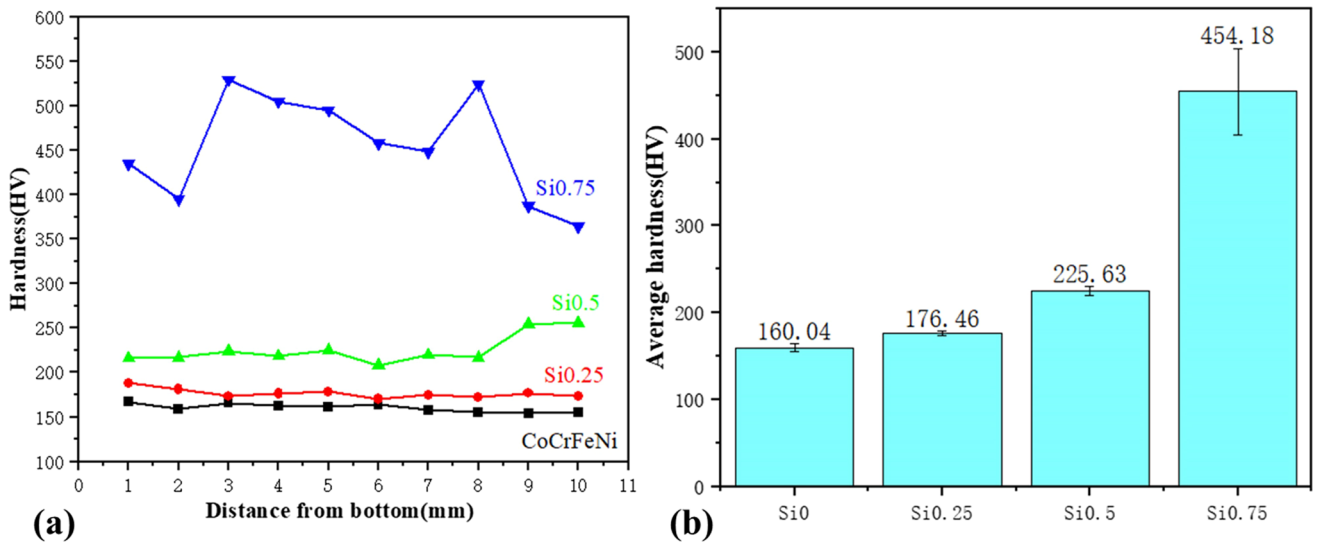 600
550
500
450
400
350
300
250
200
150
100
Hardness(HV)
Si0.75
Si0.5
Si0.25
CoCrFeNi
0 1 2 3 4 5 6 7 8 9 10 11
Distance from bottom(mm)
(a)
500
400
300
200
100
0
Average hardness(HV)
160.04
176.46
225.63
454.18
Si0 Si0.25 Si0.5 Si0.75
(b)